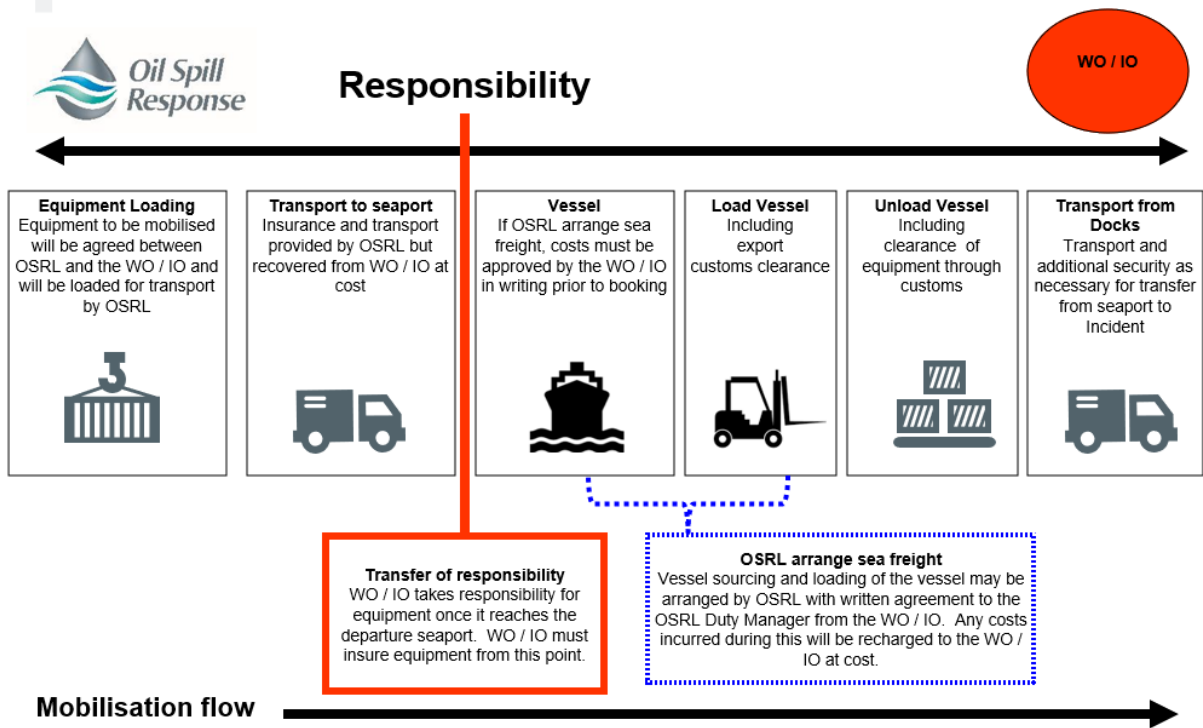 Oil Spill
Response
Responsibility
WO / IO
Equipment Loading
Equipment to be mobilised
will be agreed between
OSRL and the WO / IO and
will be loaded for transport
by OSRL
Transport to seaport
Insurance and transport
provided by OSRL but
recovered from WO / IO at
cost
Vessel
If OSRL arrange sea
freight, costs must be
approved by the WO / IO
in writing prior to booking
Load Vessel
Including
export
customs clearance
Unload Vessel
Including
clearance of
equipment through
customs
Transport from
Docks
Transport and
additional security as
necessary for transfer
from seaport to
Incident
Transfer of responsibility
WO / IO takes responsibility for
equipment once it reaches the
departure seaport. WO / IO must
insure equipment from this point.
OSRL arrange sea freight
Vessel sourcing and loading of the vessel may be
arranged by OSRL with written agreement to the
OSRL Duty Manager from the WO / IO. Any costs
incurred during this will be recharged to the WO /
IO at cost.
Mobilisation flow